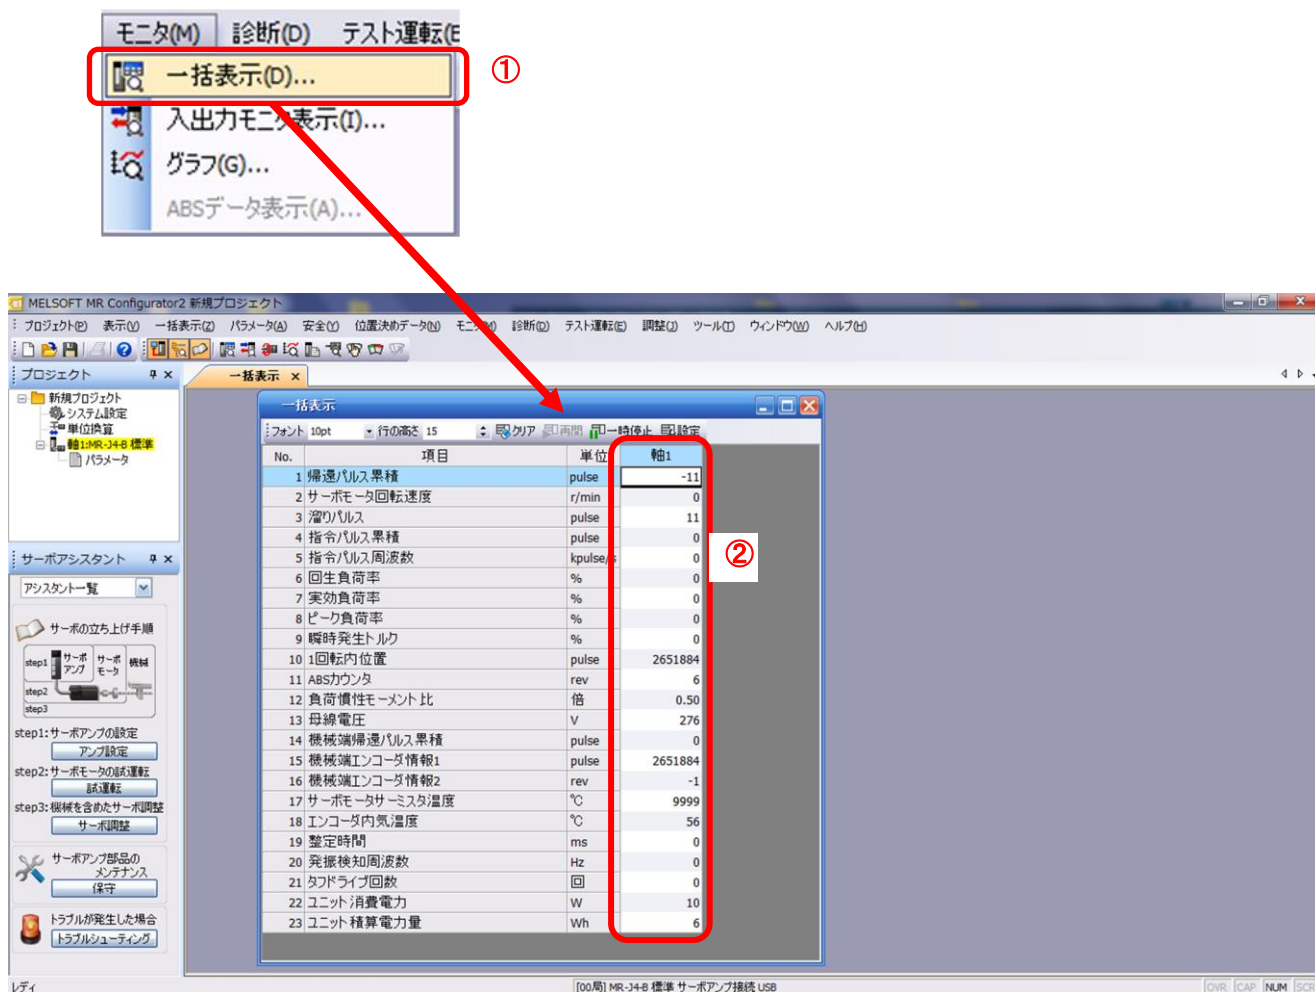 モニタ(M) 診断(D) テスト運転(E
一括表示(D)...
①
入出力モニタ表示(I)...
グラフ(G)...
ABSデータ表示(A)...
MELSOFT MR Configurator2 新規プロジェクト
プロジェクト(P) 表示(V) 一括表示(Z) パラメータ(A) 安全(Y) 位置決めデータ(N) モニタ(M) 診断(D) テスト運転(E) 調整(J) ツール(T) ウィンドウ(W) ヘルプ(H)
プロジェクト
新規プロジェクト
システム設定
単位換算
軸1:MR-J4-B 標準
パラメータ
サーボアシスタント
アシスタント一覧
サーボの立ち上げ手順
step1 サーボアンプ サーボモータ 機械
step2
step3
step1:サーボアンプの設定
アンプ設定
step2:サーボモータの試運転
試運転
step3:機械を含めたサーボ調整
サーボ調整
サーボアンプ部品の
メンテナンス
保守
トラブルが発生した場合
トラブルシューティング
一括表示
一括表示
フォント 10pt 行の高さ 15 クリア 再開 一時停止 設定
No. 項目 単位 軸1
1 帰還パルス累積 pulse -11
2 サーボモータ回転速度 r/min 0
3 溜りパルス pulse 11
4 指令パルス累積 pulse 0
5 指令パルス周波数 kpulse/s 0
②
6 回生負荷率 % 0
7 実効負荷率 % 0
8 ピーク負荷率 % 0
9 瞬時発生トルク % 0
10 1回転内位置 pulse 2651884
11 ABSカウンタ rev 6
12 負荷慣性モーメント比 倍 0.50
13 母線電圧 V 276
14 機械端帰還パルス累積 pulse 0
15 機械端エンコーダ情報1 pulse 2651884
16 機械端エンコーダ情報2 rev -1
17 サーボモータサーミスタ温度 ℃ 9999
18 エンコーダ内気温度 ℃ 56
19 整定時間 ms 0
20 発振検知周波数 Hz 0
21 タフドライブ回数 回 0
22 ユニット消費電力 W 10
23 ユニット積算電力量 Wh 6
レディ [00局] MR-J4-B 標準 サーボアンプ接続 USB OVR CAP NUM SCR